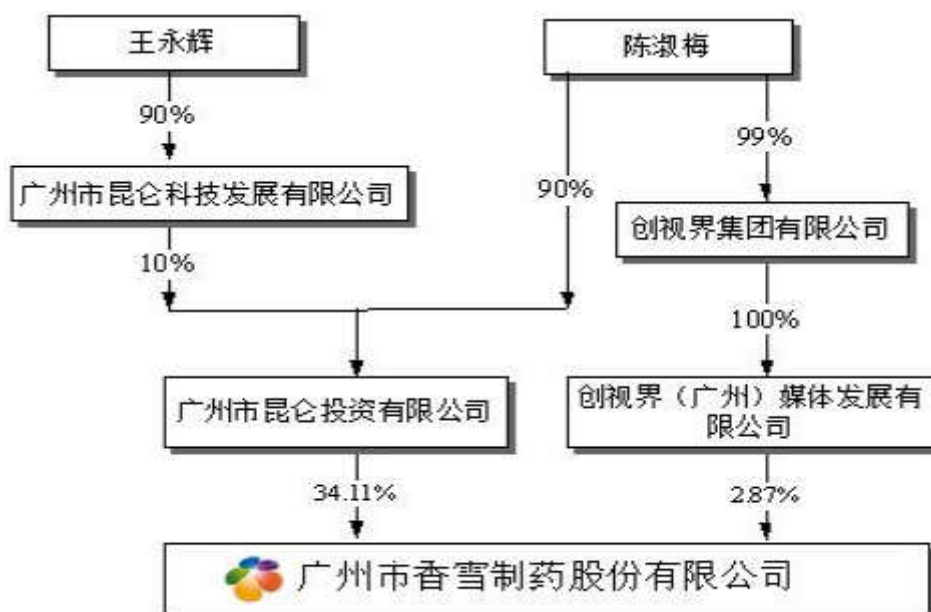 王永辉
陈淑梅
90%
99%
广州市昆仑科技发展有限公司
90%
创视界集团有限公司
10%
100%
广州市昆仑投资有限公司
创视界（广州）媒体发展有
限公司
34.11%
2.87%
广州市香雪制药股份有限公司